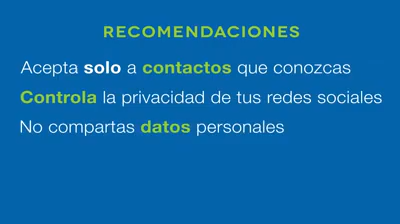 RECOMENDACIONES
Acepta solo a contactos que conozcas
Controla la privacidad de tus redes sociales
No compartas datos personales